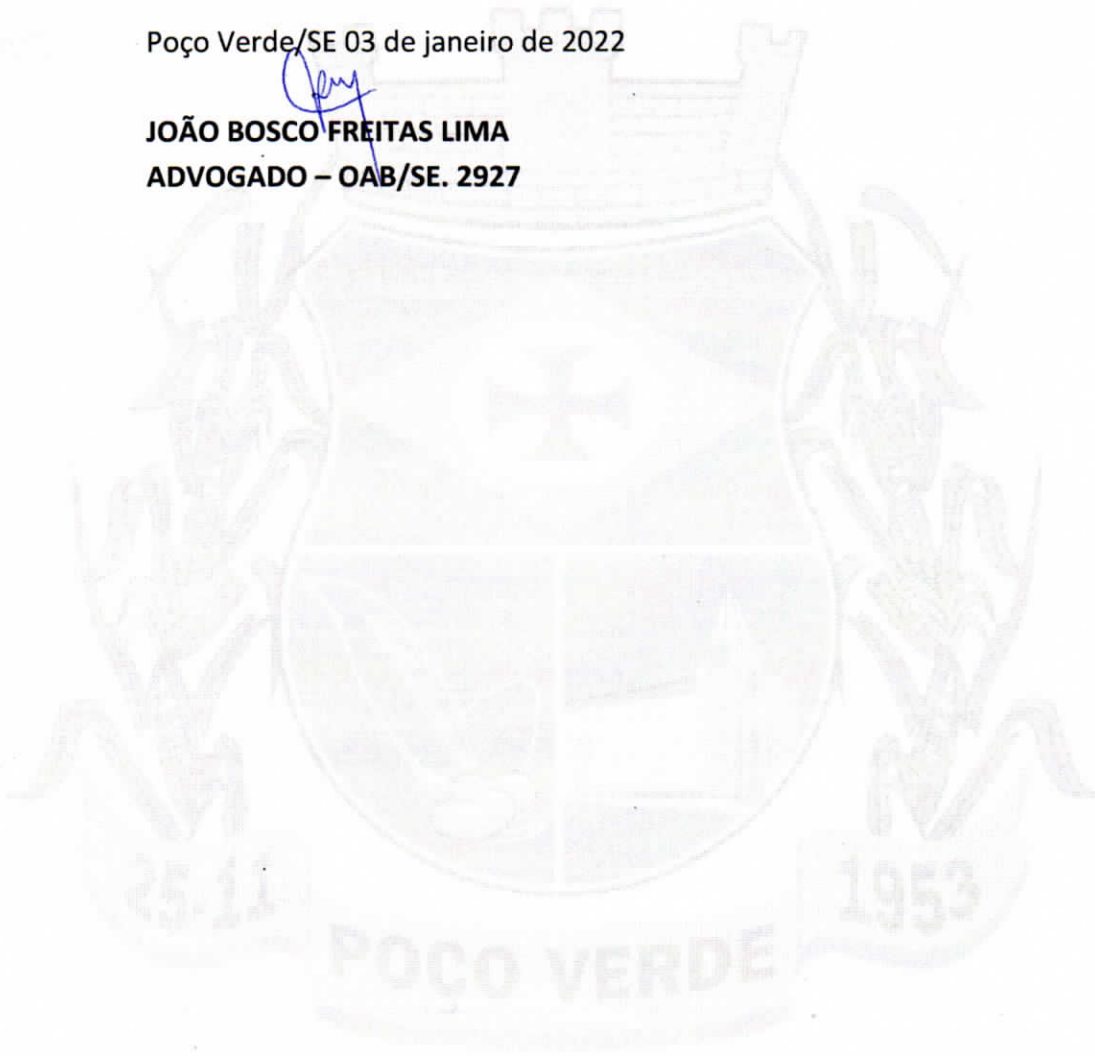 Poço Verde/SE 03 de janeiro de 2022
JOÃO BOSCO FREITAS LIMA
ADVOGADO – OAB/SE. 2927
25-11
1953
POÇO VERDE